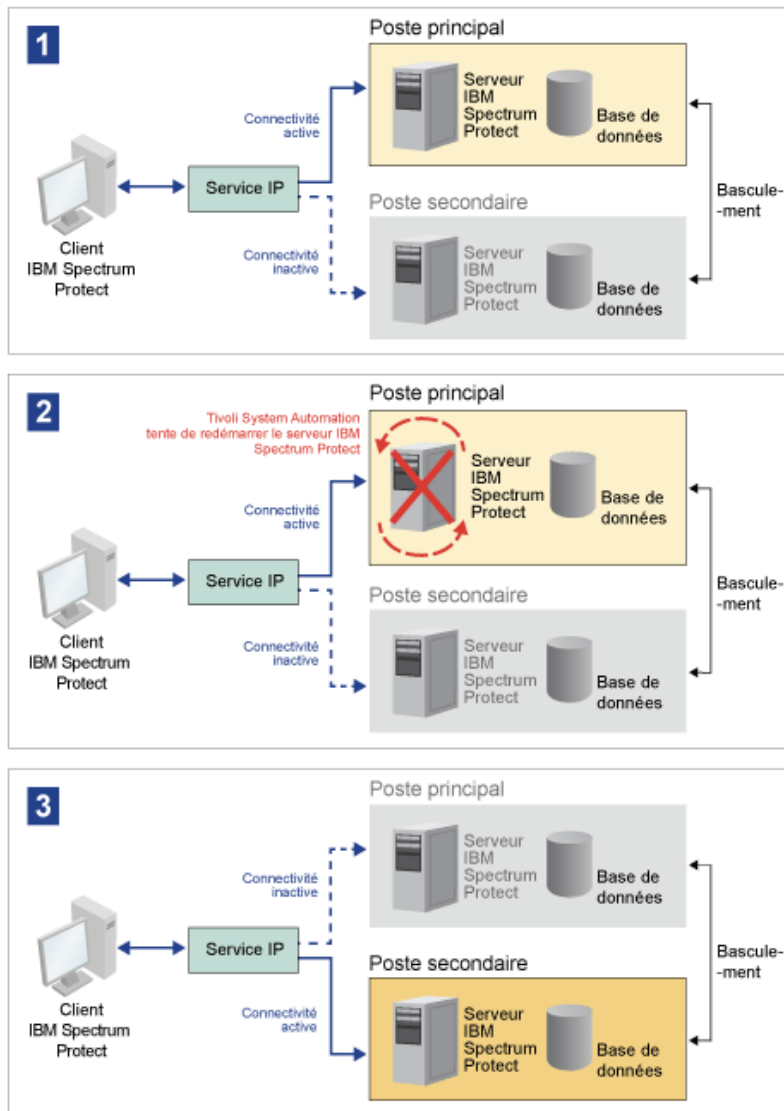 1
Poste principal
Serveur
IBM
Spectrum
Protect
Base de
données
Connectivité
active
Service IP
Client
IBM Spectrum
Protect
Connectivité
inactive
Poste secondaire
Serveur
IBM
Spectrum
Protect
Base de
données
Bascule-
-ment
2
Poste principal
Tivoli System Automation
tente de redémarrer le serveur IBM
Spectrum Protect
Serveur
IBM
Spectrum
Protect
Base de
données
Connectivité
active
Service IP
Client
IBM Spectrum
Protect
Connectivité
inactive
Poste secondaire
Serveur
IBM
Spectrum
Protect
Base de
données
Bascule-
-ment
3
Poste principal
Serveur
IBM
Spectrum
Protect
Base de
données
Connectivité
inactive
Service IP
Client
IBM Spectrum
Protect
Connectivité
active
Poste secondaire
Serveur
IBM
Spectrum
Protect
Base de
données
Bascule-
-ment